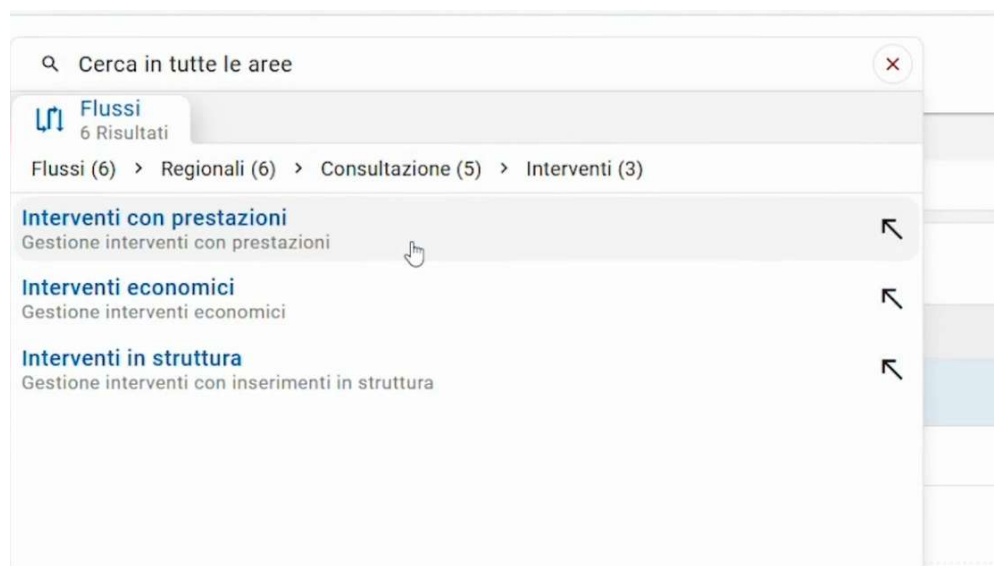 Cerca in tutte le aree
Flussi
6 Risultati
Flussi (6) > Regionali (6) > Consultazione (5) > Interventi (3)
Interventi con prestazioni
Gestione interventi con prestazioni
Interventi economici
Gestione interventi economici
Interventi in struttura
Gestione interventi con inserimenti in struttura